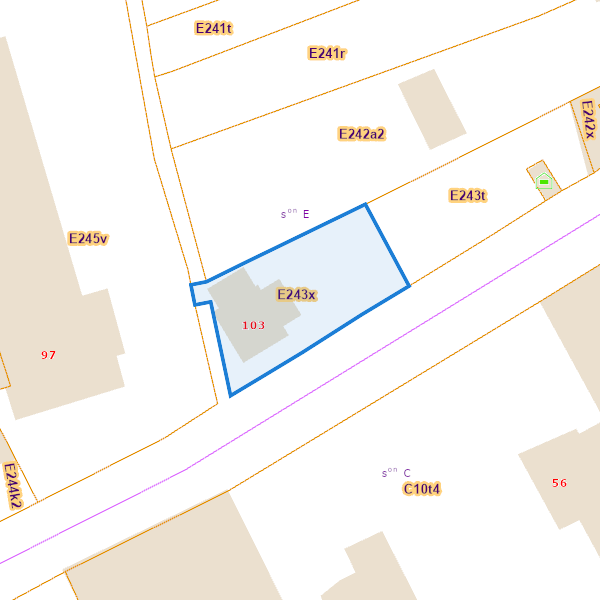 E241t
E241r
E242x
E242a2
E243t
sᵒⁿ E
E245v
E243x
103
97
sᵒⁿ C
E244k2
C10t4
56